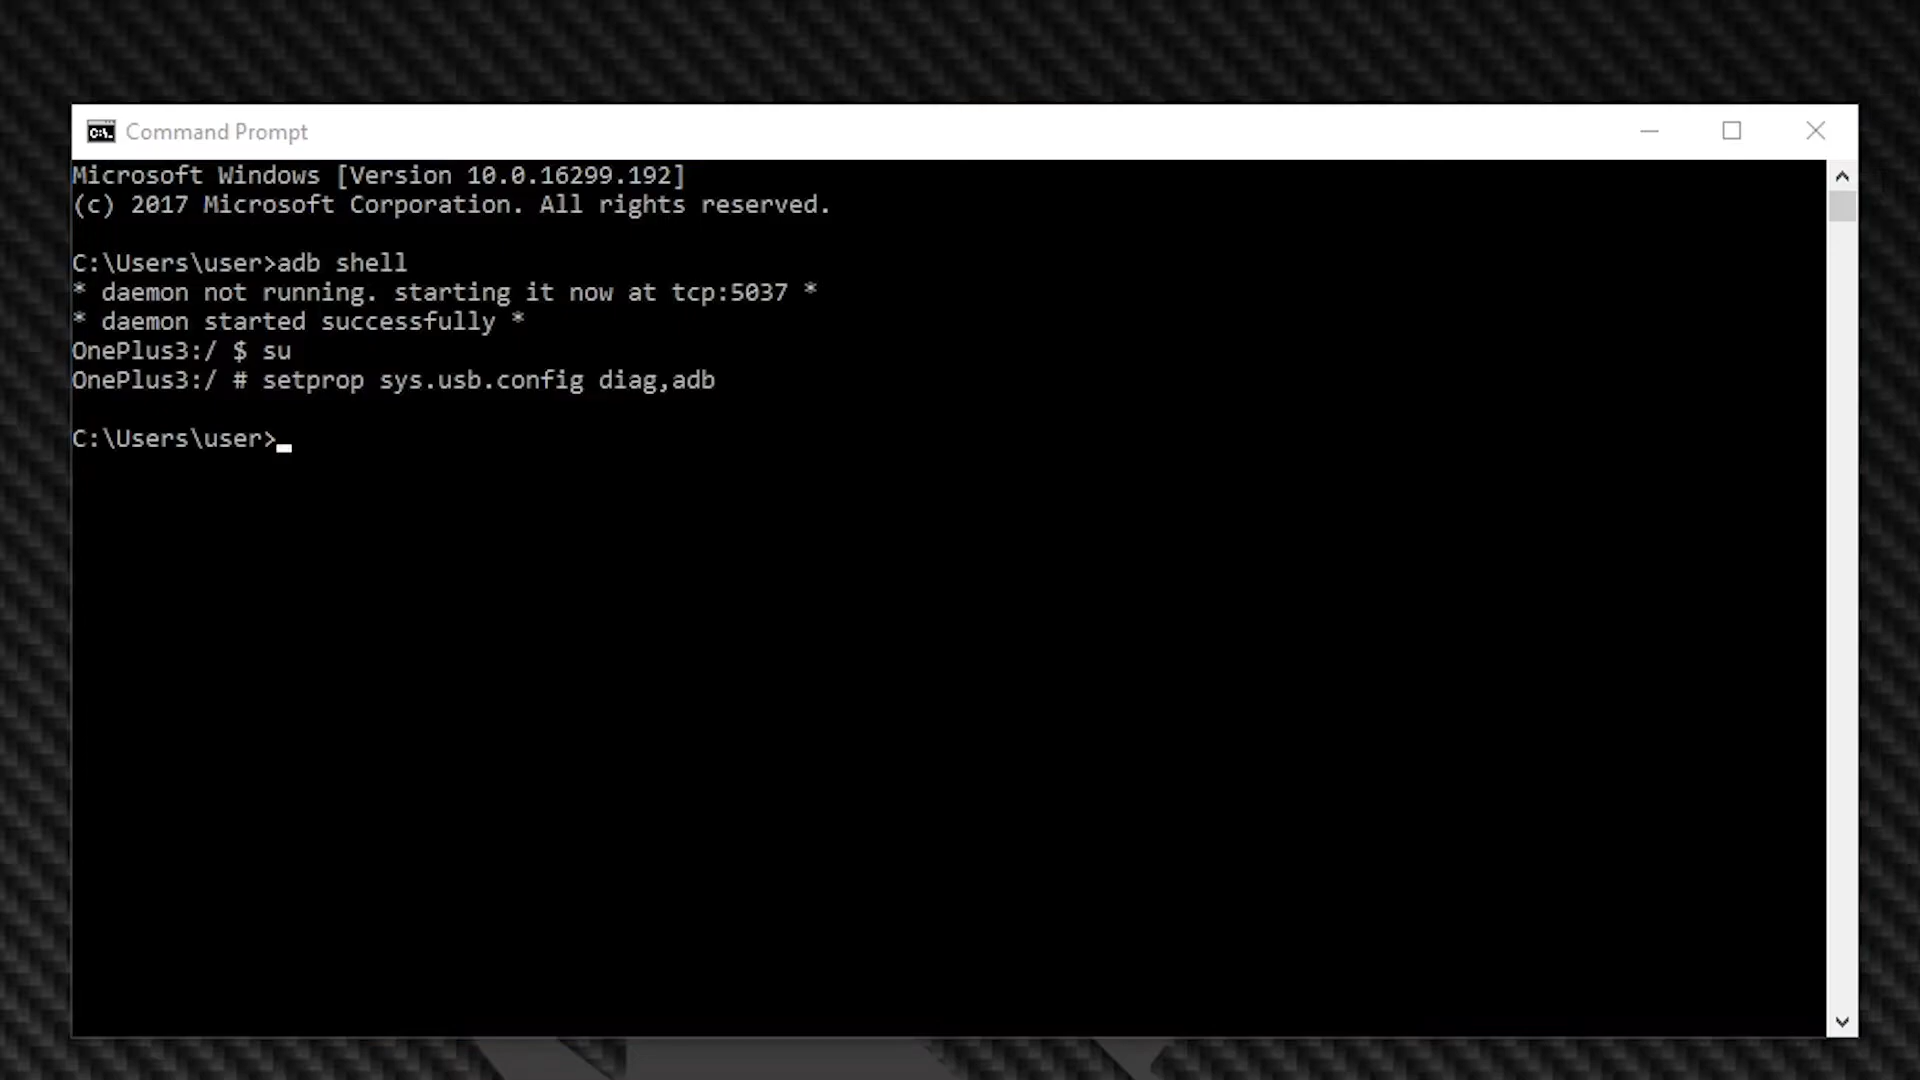 Command Prompt
Microsoft Windows [Version 10.0.16299.192]
(c) 2017 Microsoft Corporation. All rights reserved.
C:\Users\user>adb shell
* daemon not running. starting it now at tcp:5037 *
* daemon started successfully *
OnePlus3:/ $ su
OnePlus3:/ # setprop sys.usb.config diag,adb
C:\Users\user>